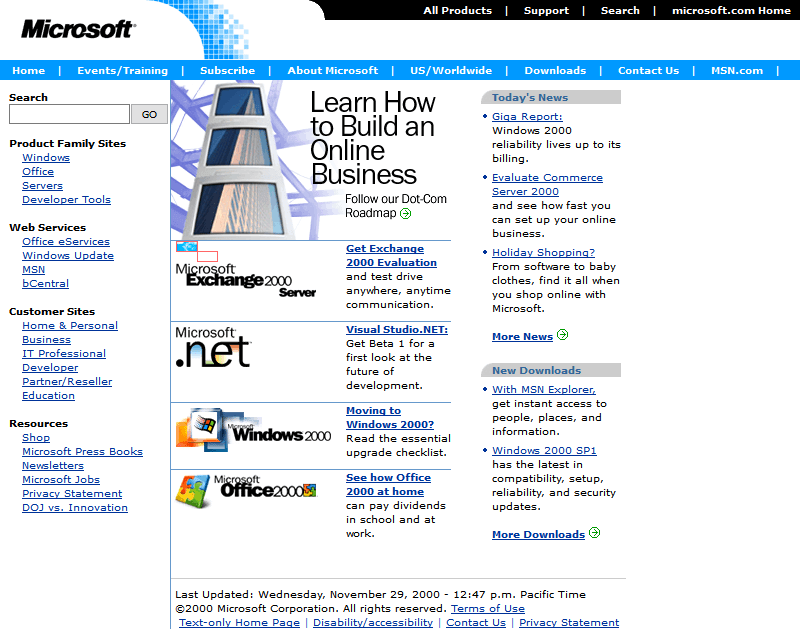 All Products | Support | Search | microsoft.com Home
Microsoft
Home | Events/Training | Subscribe | About Microsoft | US/Worldwide | Downloads | Contact Us | MSN.com |
Search
GO
Product Family Sites
Windows
Office
Servers
Developer Tools
Web Services
Office eServices
Windows Update
MSN
bCentral
Customer Sites
Home & Personal
Business
IT Professional
Developer
Partner/Reseller
Education
Resources
Shop
Microsoft Press Books
Newsletters
Microsoft Jobs
Privacy Statement
DOJ vs. Innovation
Learn How
to Build an
Online
Business
Follow our Dot-Com
Roadmap
Microsoft
Exchange 2000
Server
Get Exchange
2000 Evaluation
and test drive
anywhere, anytime
communication.
Microsoft
.net
Visual Studio.NET:
Get Beta 1 for a
first look at the
future of
development.
Microsoft
Windows 2000
Moving to
Windows 2000?
Read the essential
upgrade checklist.
Microsoft
Office 2000
See how Office
2000 at home
can pay dividends
in school and at
work.
Today's News
Giga Report:
Windows 2000
reliability lives up to its
billing.
Evaluate Commerce
Server 2000
and see how fast you
can set up your online
business.
Holiday Shopping?
From software to baby
clothes, find it all when
you shop online with
Microsoft.
More News
New Downloads
With MSN Explorer,
get instant access to
people, places, and
information.
Windows 2000 SP1
has the latest in
compatibility, setup,
reliability, and security
updates.
More Downloads
Last Updated: Wednesday, November 29, 2000 - 12:47 p.m. Pacific Time
©2000 Microsoft Corporation. All rights reserved. Terms of Use
Text-only Home Page | Disability/accessibility | Contact Us | Privacy Statement